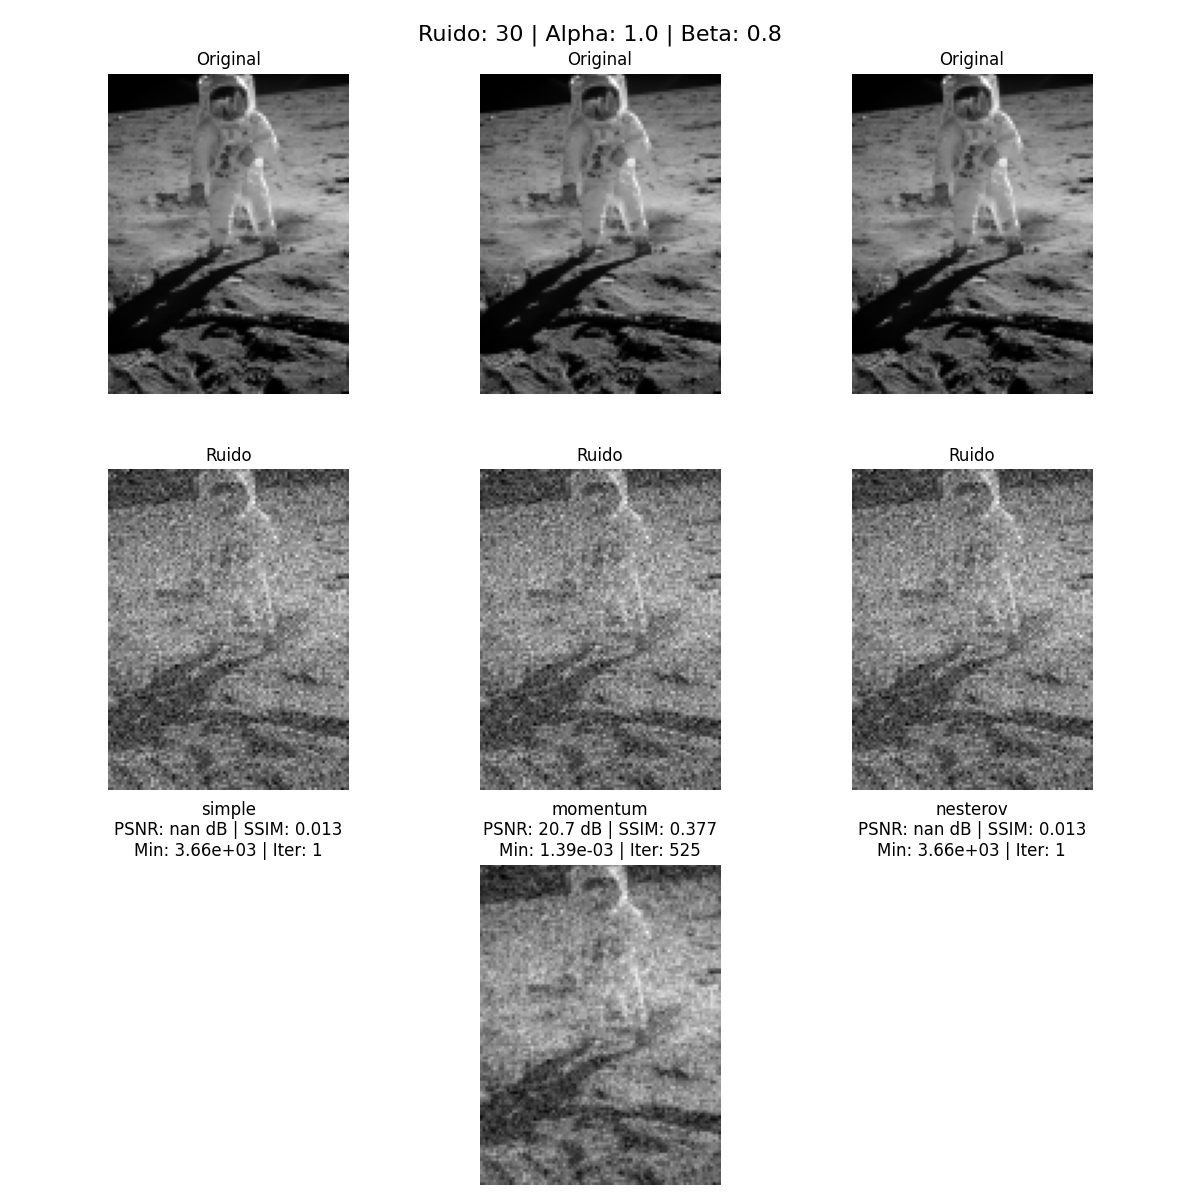 Ruido: 30 | Alpha: 1.0 | Beta: 0.8
Original
Original
Original
Ruido
Ruido
Ruido
simple
PSNR: nan dB | SSIM: 0.013
Min: 3.66e+03 | Iter: 1
momentum
PSNR: 20.7 dB | SSIM: 0.377
Min: 1.39e-03 | Iter: 525
nesterov
PSNR: nan dB | SSIM: 0.013
Min: 3.66e+03 | Iter: 1